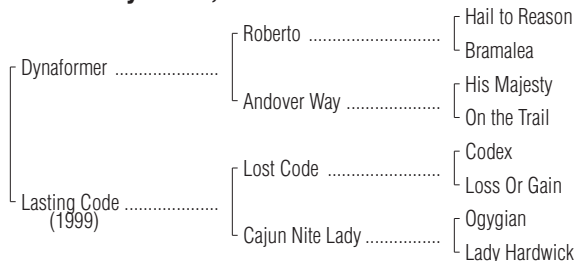 Hail to Reason
Roberto ............................
Bramalea
Dynaformer ......................
His Majesty
Andover Way ....................
On the Trail
Codex
Lost Code ........................
Loss Or Gain
Lasting Code ....................
(1999)
Ogygian
Cajun Nite Lady ................
Lady Hardwick